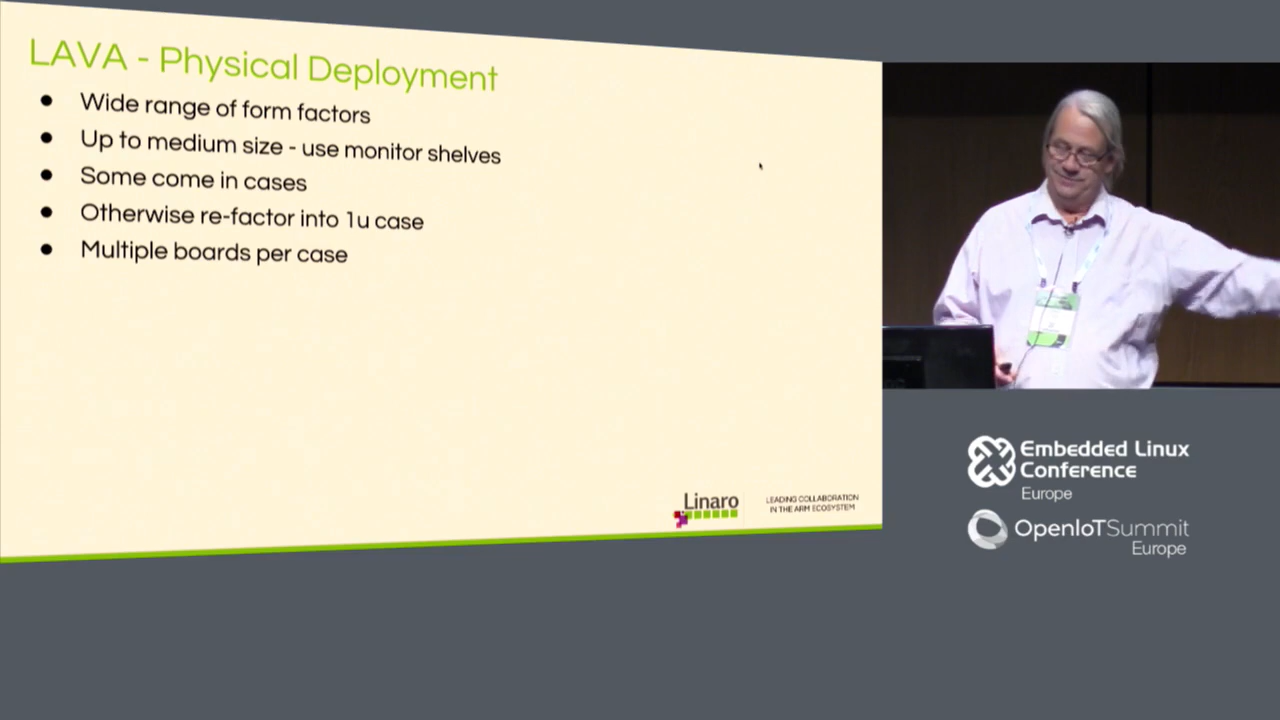 LAVA - Physical Deployment
● Wide range of form factors
● Up to medium size - use monitor shelves
● Some come in cases
● Otherwise re-factor into 1u case
● Multiple boards per case
Linaro
LEADING COLLABORATION
IN THE ARM ECOSYSTEM
Embedded Linux
Conference
Europe
OpenIoTSummit
Europe